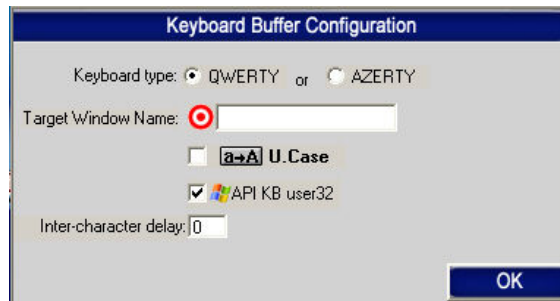 Keyboard Buffer Configuration
Keyboard type: QWERTY or AZERTY
Target Window Name:
a→A U.Case
API KB user32
Inter-character delay: 0
OK